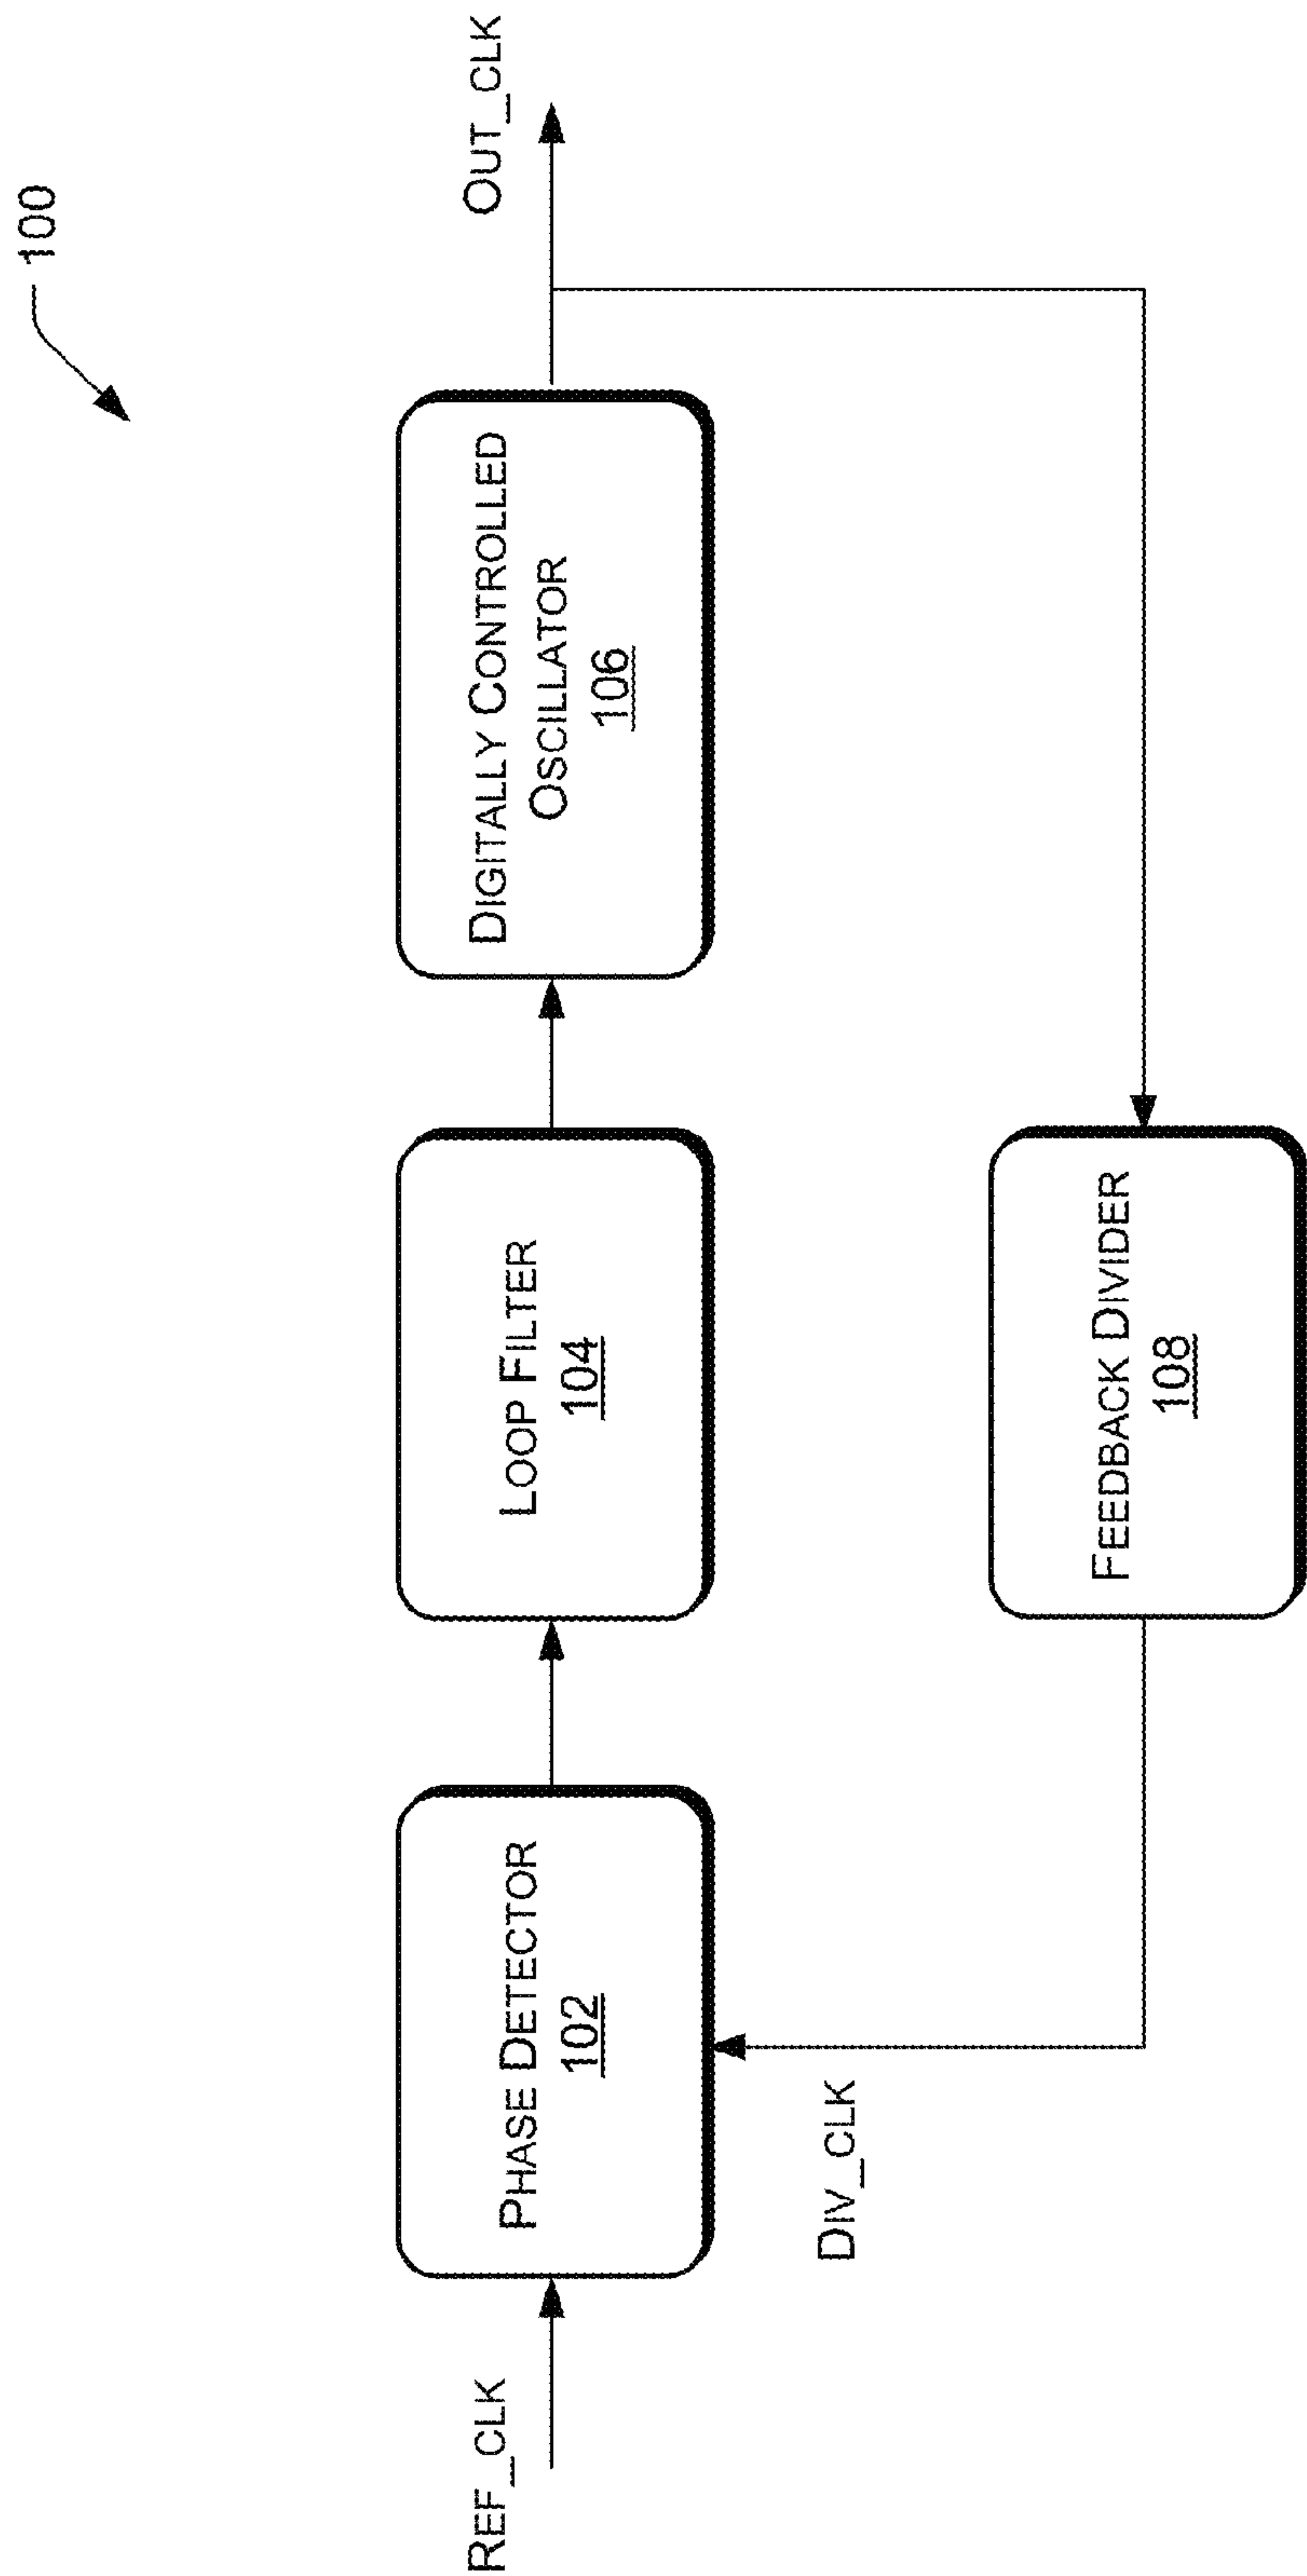 100
REF_CLK
PHASE DETECTOR
102
LOOP FILTER
104
DIGITALLY CONTROLLED
OSCILLATOR
106
OUT_CLK
DIV_CLK
FEEDBACK DIVIDER
108